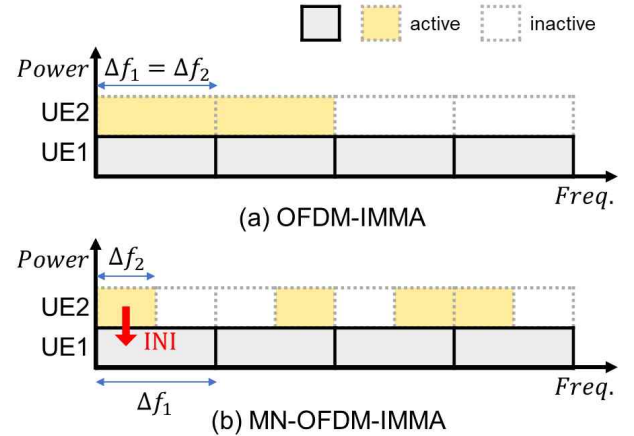 active
inactive
Power
Δf₁ = Δf₂
UE2
UE1
Freq.
(a) OFDM-IMMA
Power
Δf₂
UE2
INI
UE1
Freq.
Δf₁
(b) MN-OFDM-IMMA